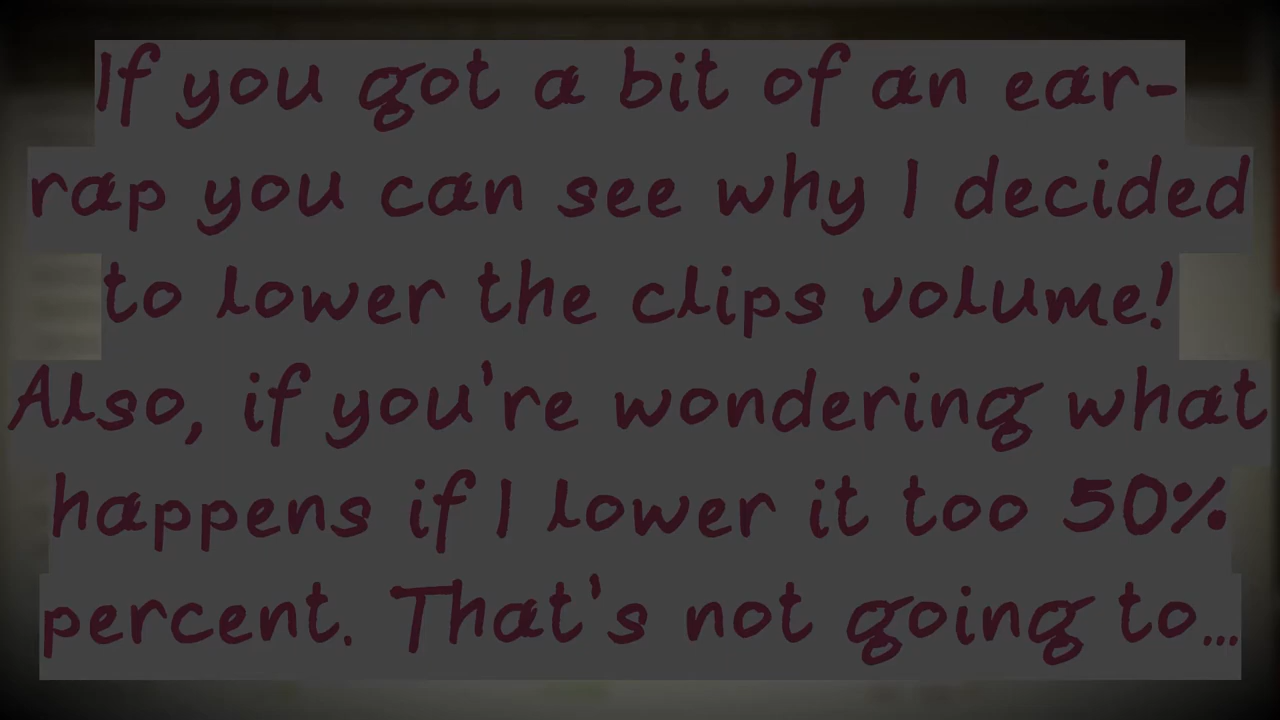 If you got a bit of an ear-
rap you can see why I decided
to lower the clips volume!
Also, if you're wondering what
happens if I lower it too 50%
percent. That's not going to...